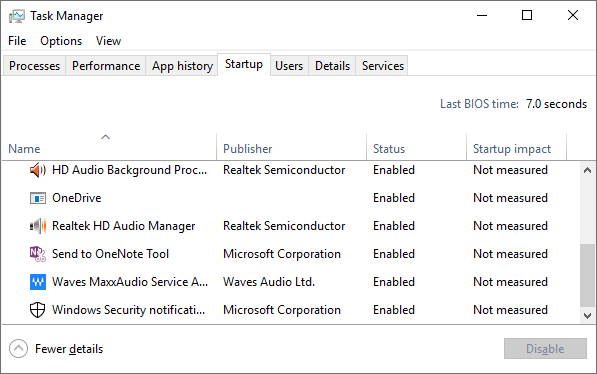 Task Manager
File Options View
Processes Performance App history Startup Users Details Services
Last BIOS time: 7.0 seconds
Name Publisher Status Startup impact
HD Audio Background Proc... Realtek Semiconductor Enabled Not measured
OneDrive Enabled Not measured
Realtek HD Audio Manager Realtek Semiconductor Enabled Not measured
Send to OneNote Tool Microsoft Corporation Enabled Not measured
Waves MaxxAudio Service A... Waves Audio Ltd. Enabled Not measured
Windows Security notificati... Microsoft Corporation Enabled Not measured
Fewer details Disable